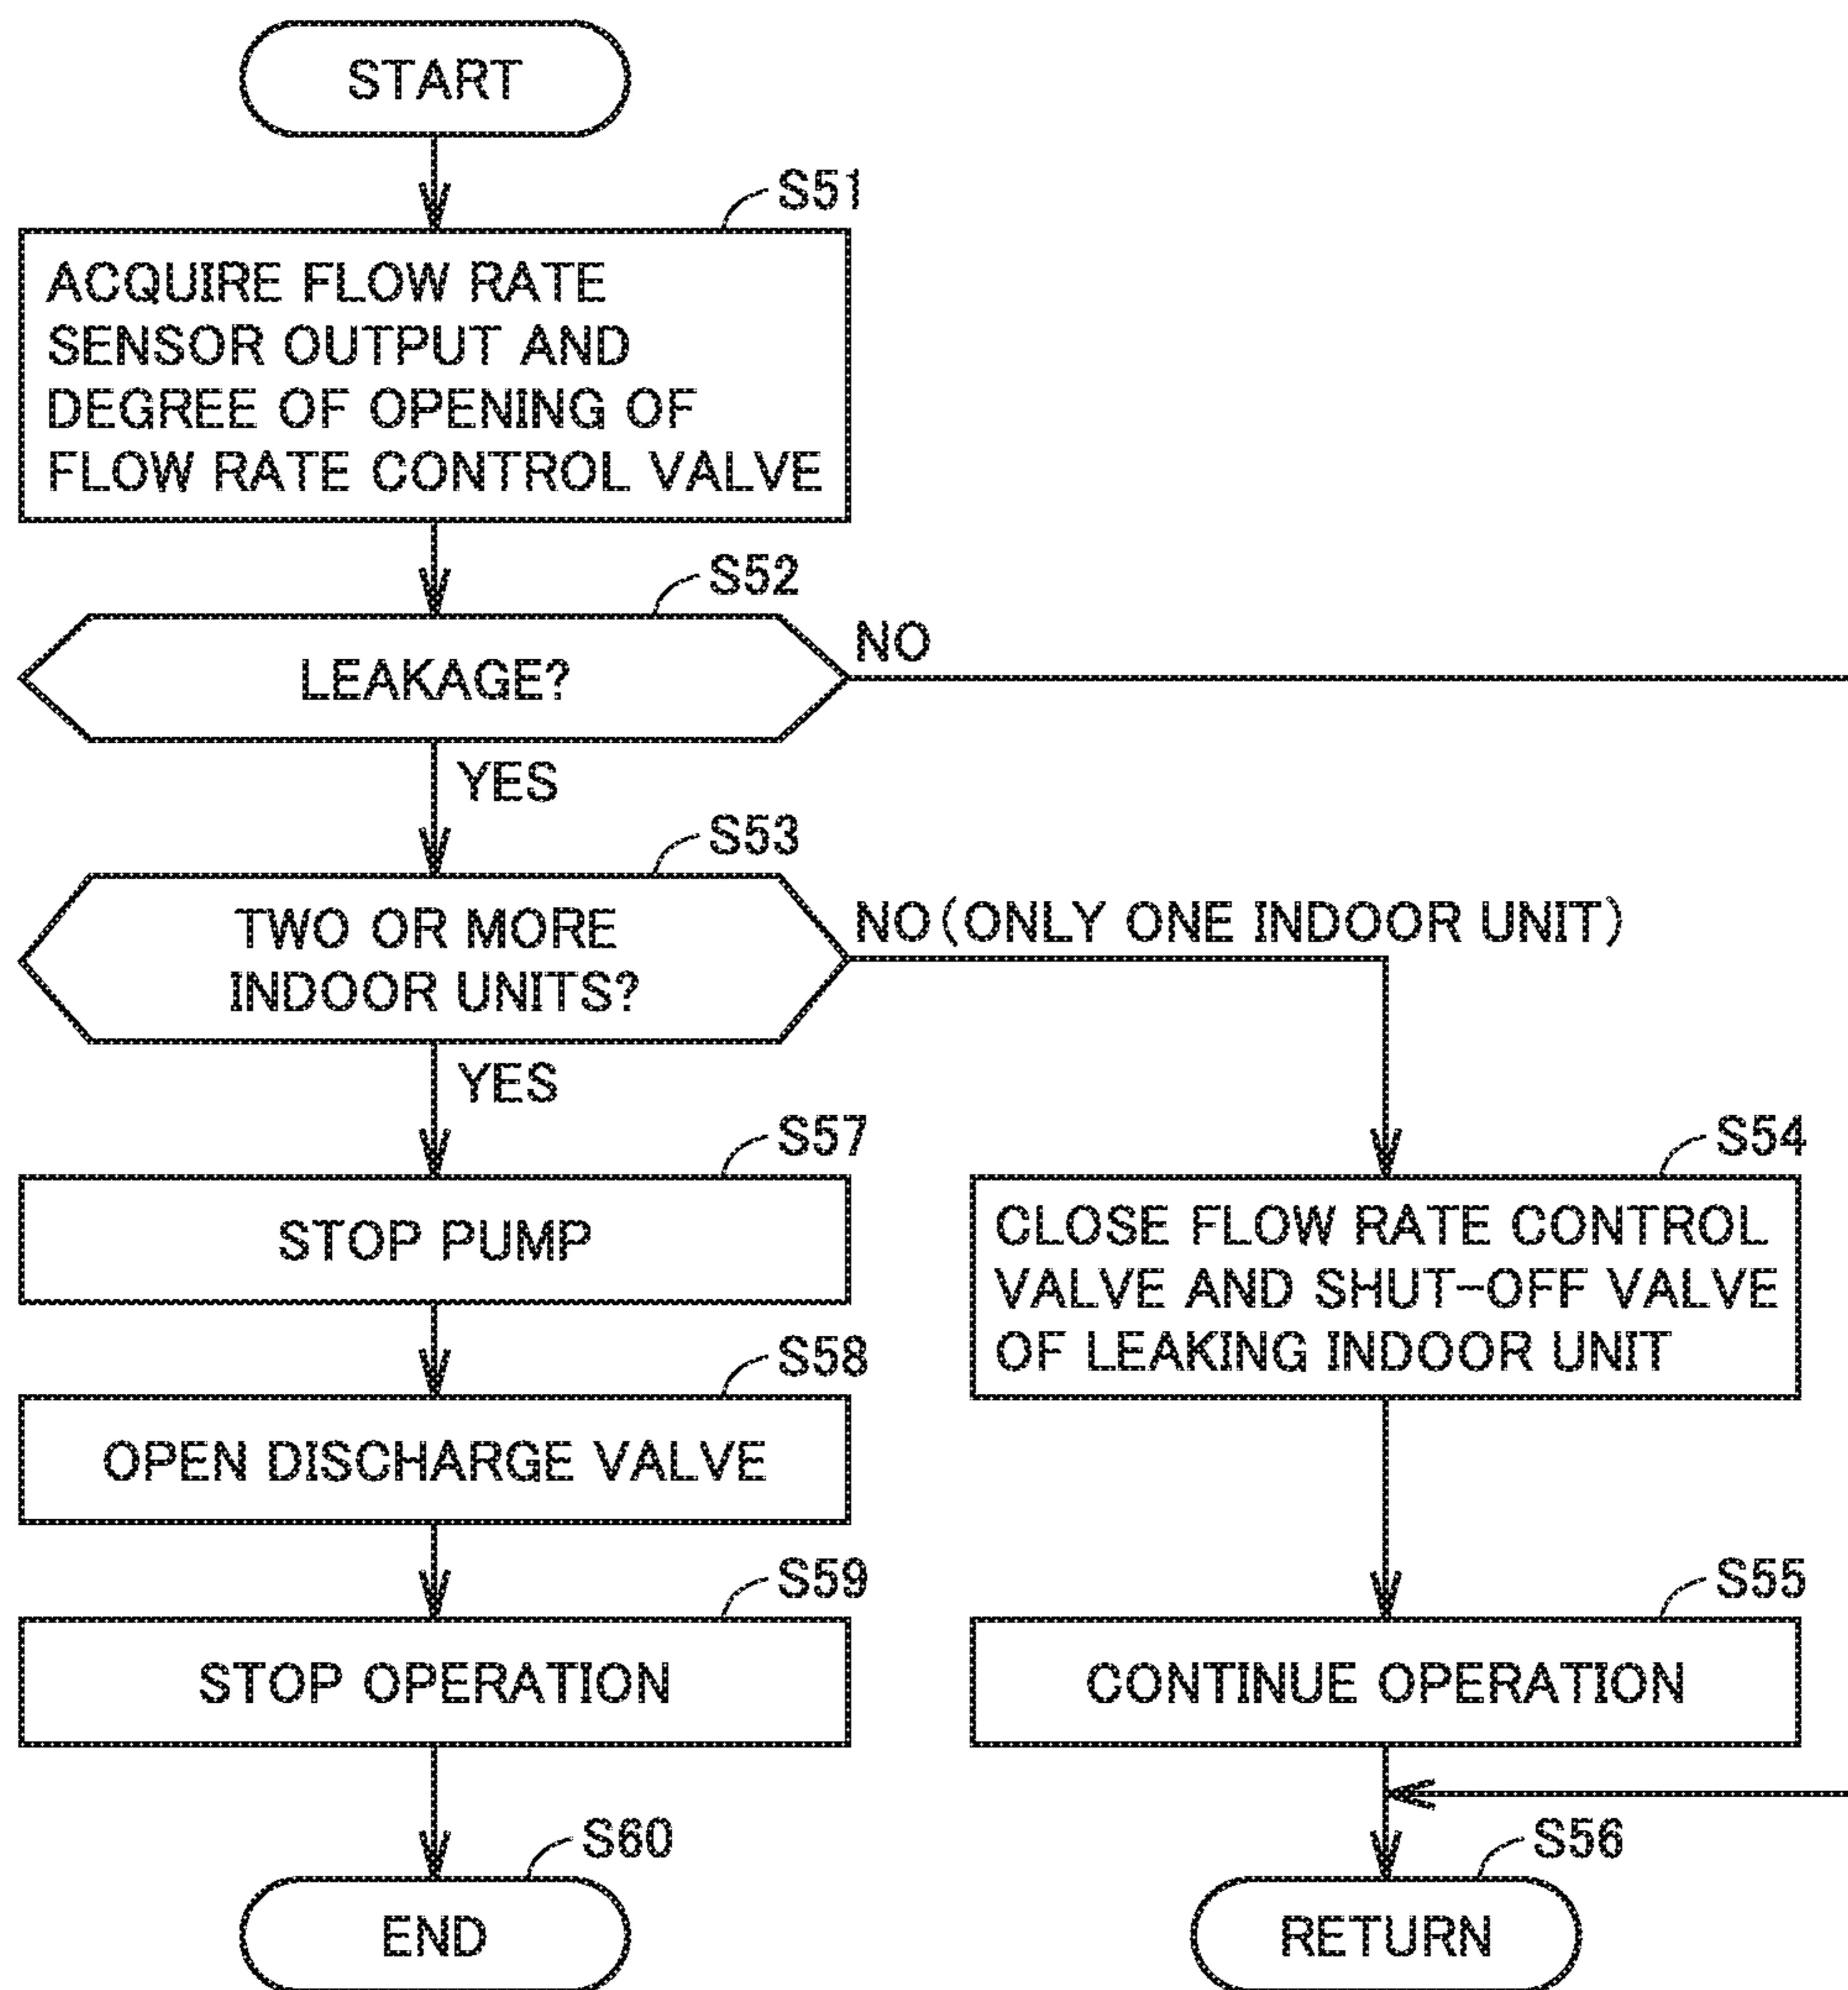 START
S51
ACQUIRE FLOW RATE
SENSOR OUTPUT AND
DEGREE OF OPENING OF
FLOW RATE CONTROL VALVE
S52
LEAKAGE?
NO
YES
S53
TWO OR MORE
INDOOR UNITS?
NO (ONLY ONE INDOOR UNIT)
YES
S57
STOP PUMP
S54
CLOSE FLOW RATE CONTROL
VALVE AND SHUT-OFF VALVE
OF LEAKING INDOOR UNIT
S58
OPEN DISCHARGE VALVE
S59
STOP OPERATION
S55
CONTINUE OPERATION
S60
END
S56
RETURN